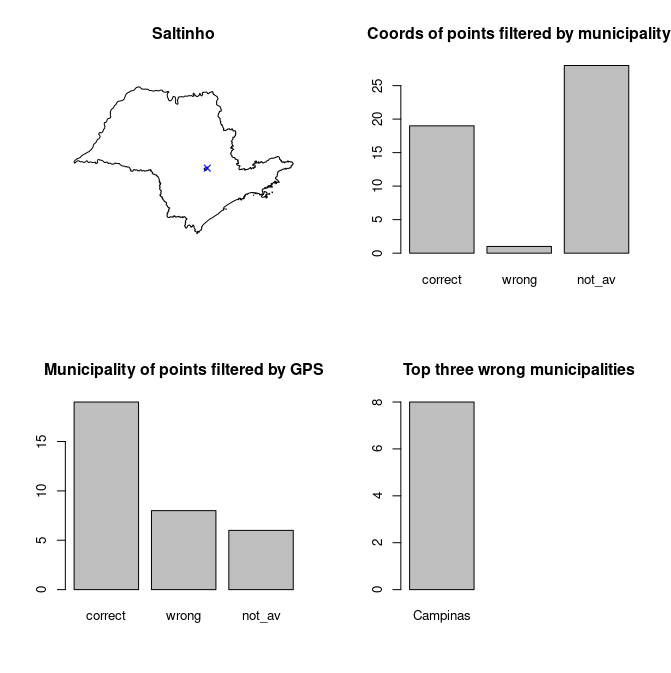 Saltinho
Coords of points filtered by municipality
25
20
15
10
5
0
correct wrong not_av
Municipality of points filtered by GPS
15
10
5
0
correct wrong not_av
Top three wrong municipalities
8
6
4
2
0
Campinas